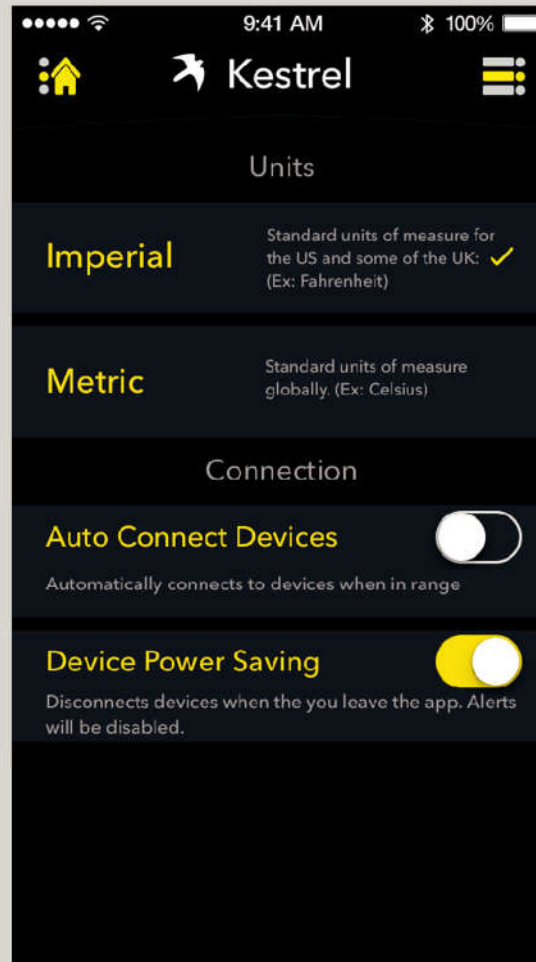 9:41 AM
100%
Kestrel
Units
Imperial
Standard units of measure for
the US and some of the UK:
(Ex: Fahrenheit)
Metric
Standard units of measure
globally. (Ex: Celsius)
Connection
Auto Connect Devices
Automatically connects to devices when in range
Device Power Saving
Disconnects devices when the you leave the app. Alerts
will be disabled.